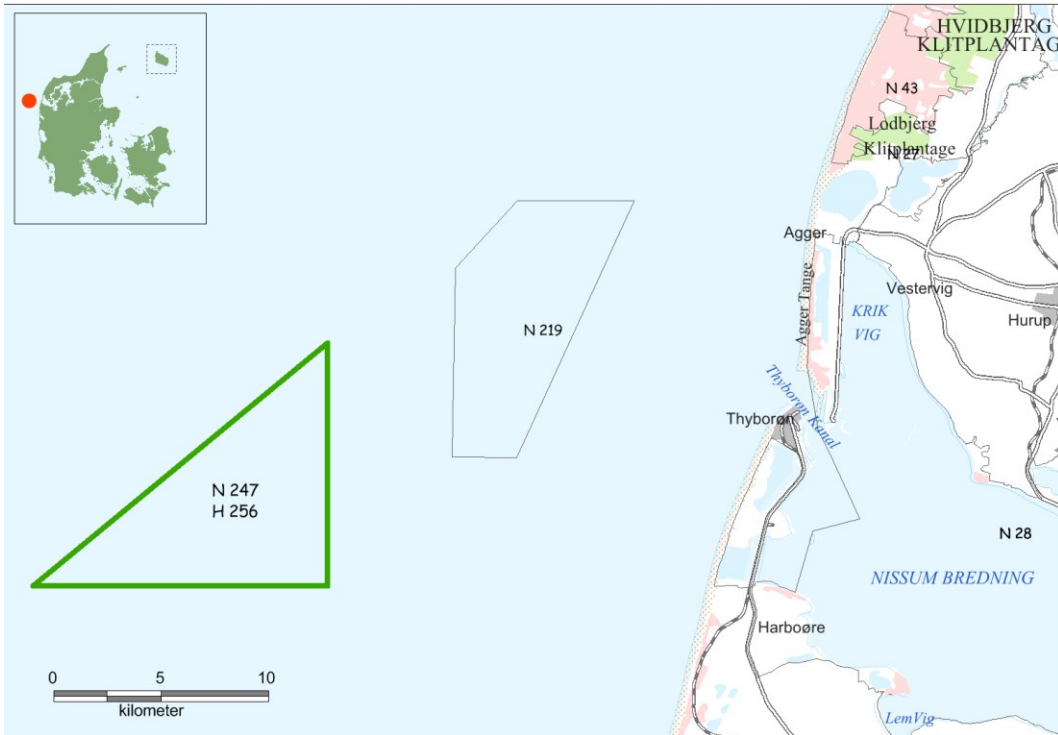 HVIDBJERG
KLITPLANTAG
N 43
Lodbjerg
Klitplantage
N 27
Agger
Agger Tange
Vestervig
KRIK
VIG
Hurup
N 219
Thyborøn Kanal
Thyborøn
N 247
H 256
N 28
NISSUM BREDNING
Harboøre
0 5 10
kilometer
LemVig